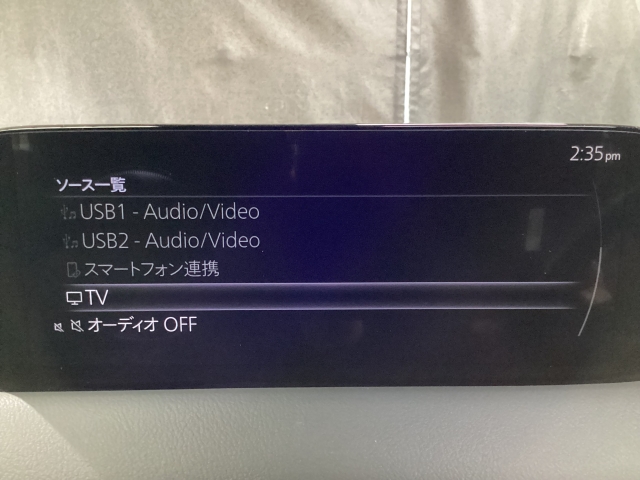 2:35pm
ソース一覧
USB1 - Audio/Video
USB2 - Audio/Video
スマートフォン連携
TV
オーディオ OFF